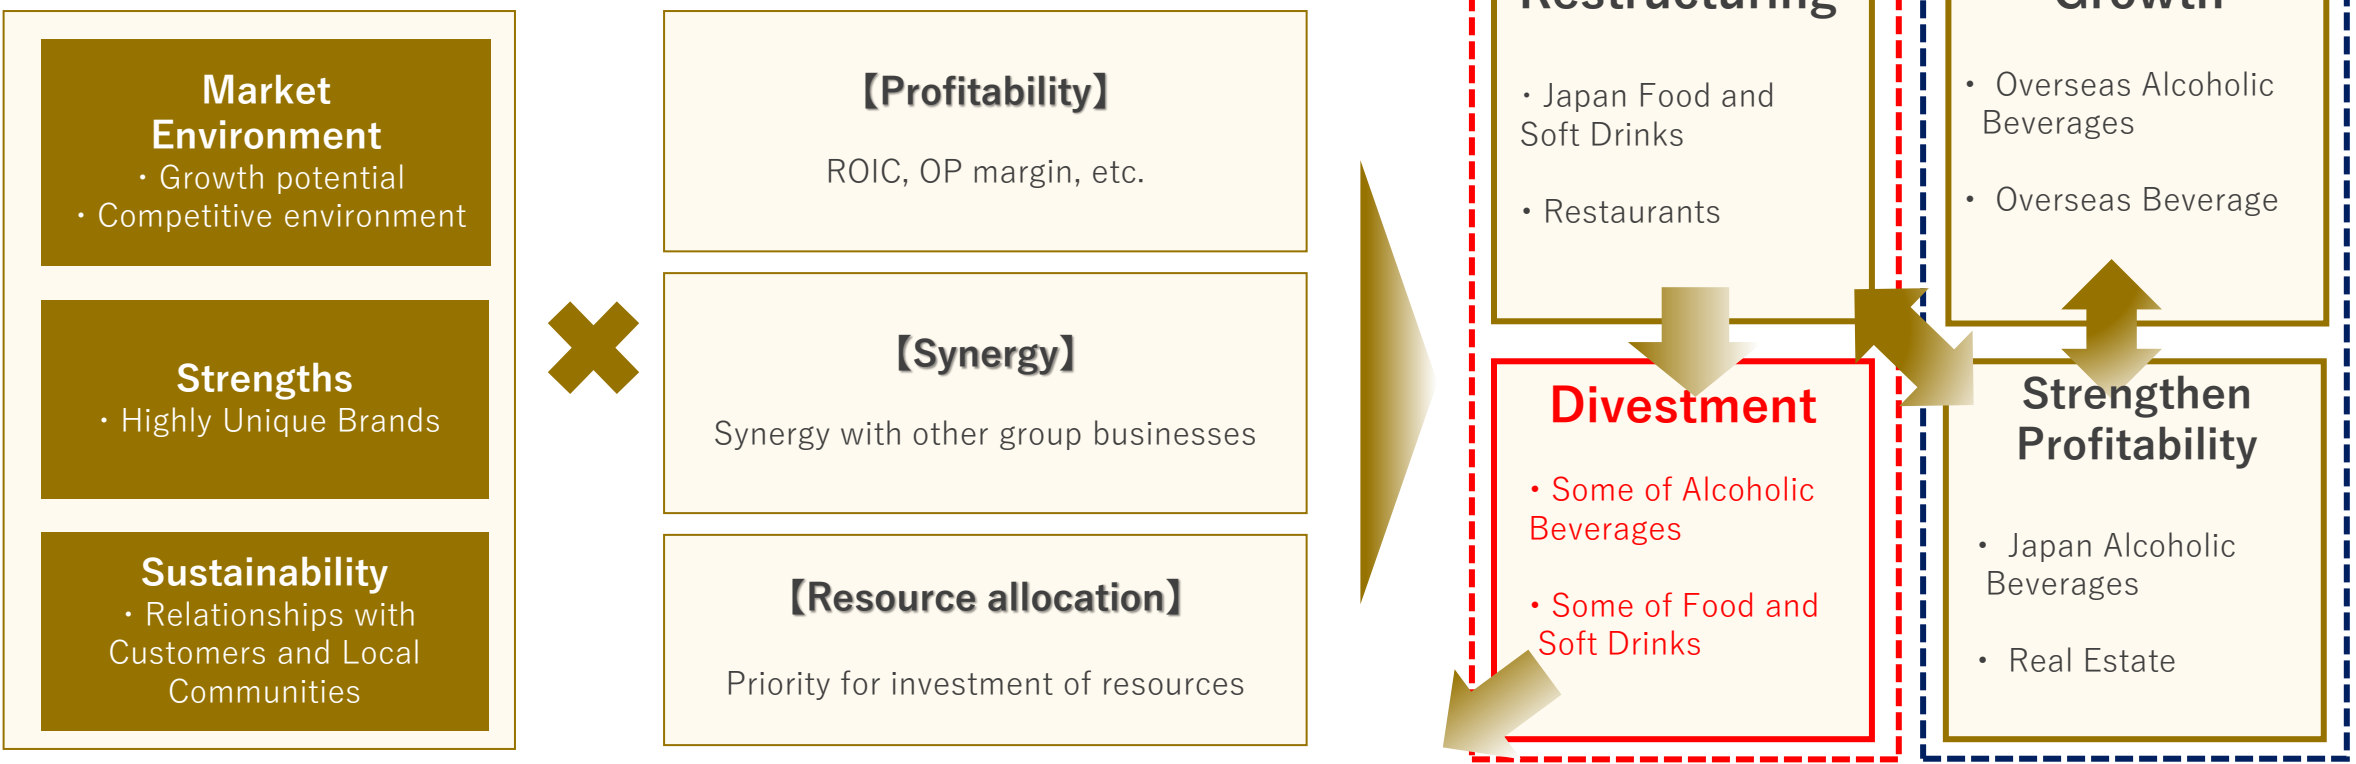 Market
Environment
・Growth potential
・Competitive environment
Strengths
・Highly Unique Brands
Sustainability
・Relationships with
Customers and Local
Communities
【Profitability】
ROIC, OP margin, etc.
【Synergy】
Synergy with other group businesses
【Resource allocation】
Priority for investment of resources
Restructuring
・Japan Food and
Soft Drinks
・Restaurants
Growth
・ Overseas Alcoholic
Beverages
・ Overseas Beverage
Divestment
・Some of Alcoholic
Beverages
・Some of Food and
Soft Drinks
Strengthen
Profitability
・ Japan Alcoholic
Beverages
・ Real Estate